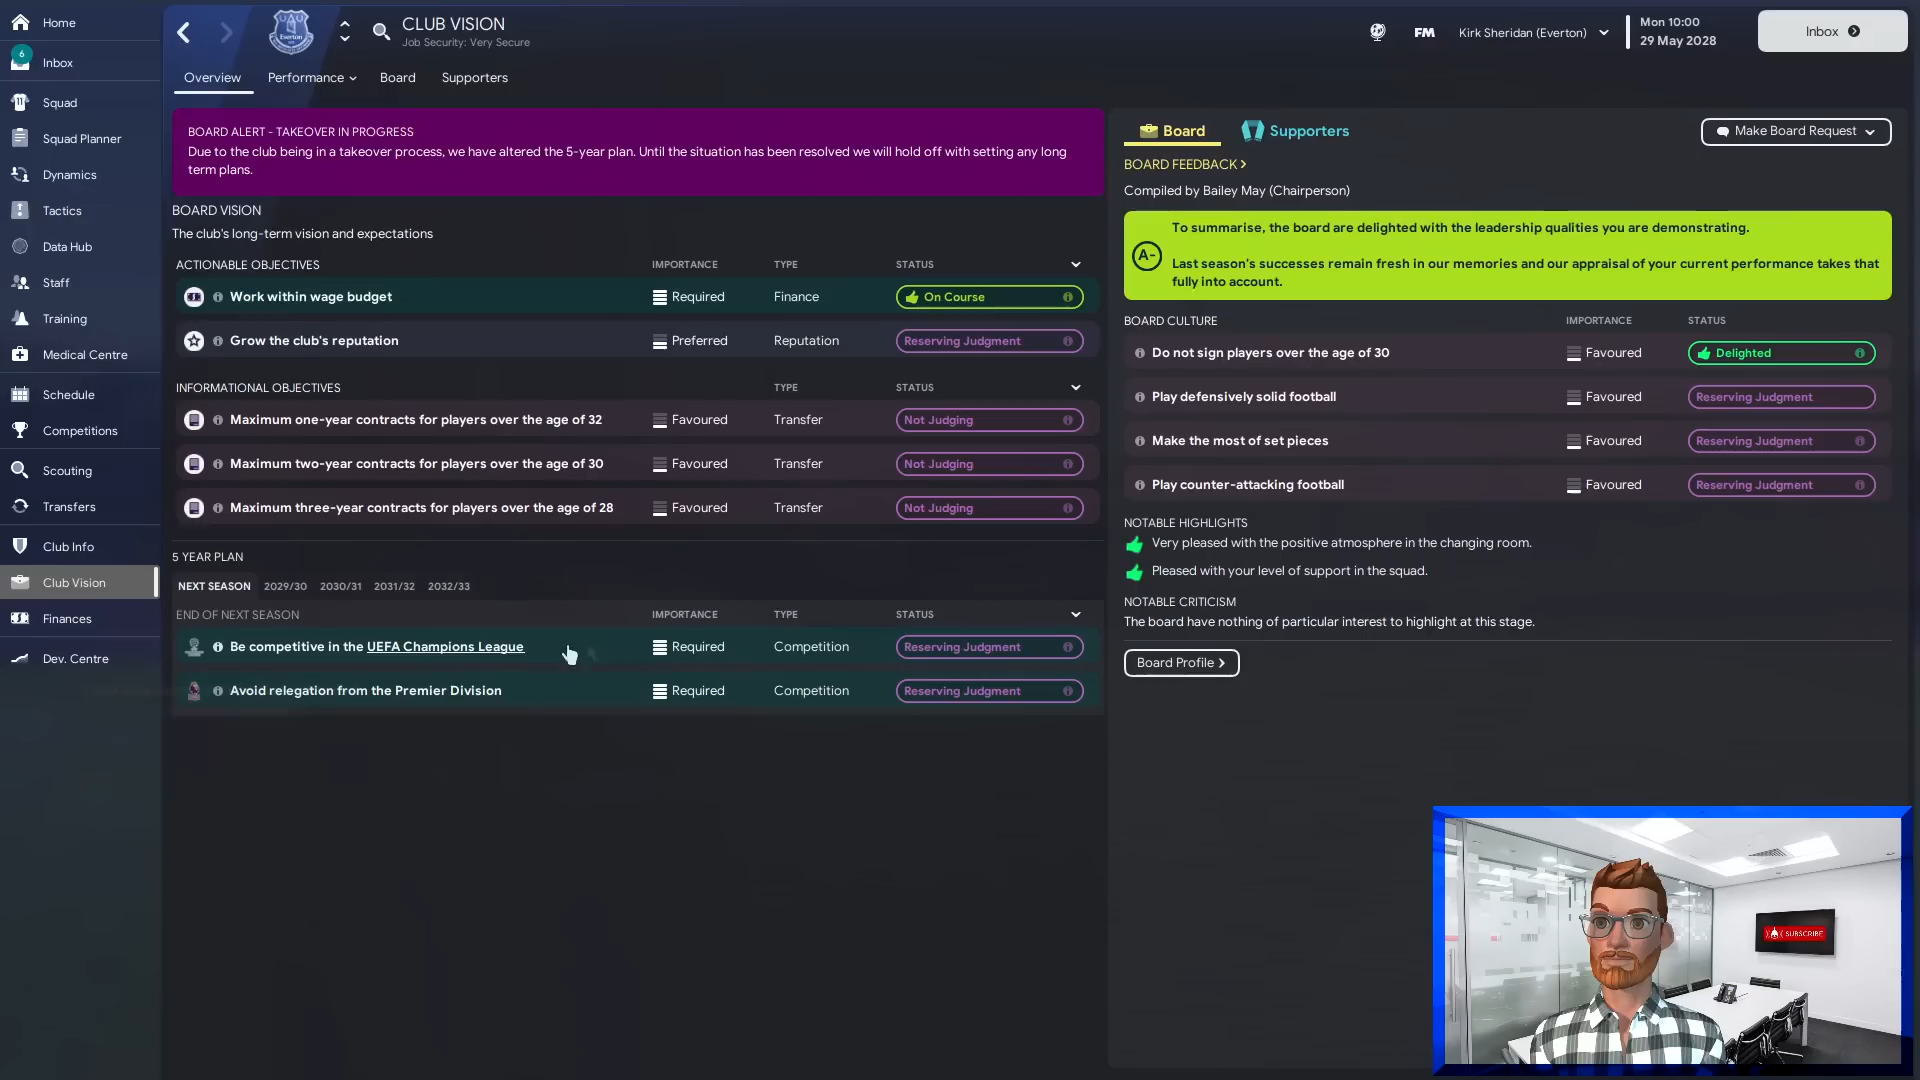 Home
6
Inbox
Squad
Squad Planner
Dynamics
Tactics
Data Hub
Staff
Training
Medical Centre
Schedule
Competitions
Scouting
Transfers
Club Info
Club Vision
Finances
Dev. Centre
Everton
CLUB VISION
Job Security: Very Secure
FM
Kirk Sheridan (Everton)
Mon 10:00
29 May 2028
Inbox
Overview
Performance
Board
Supporters
BOARD ALERT - TAKEOVER IN PROGRESS
Due to the club being in a takeover process, we have altered the 5-year plan. Until the situation has been resolved we will hold off with setting any long
term plans.
BOARD VISION
The club's long-term vision and expectations
ACTIONABLE OBJECTIVES IMPORTANCE TYPE STATUS
Work within wage budget Required Finance On Course
Grow the club's reputation Preferred Reputation Reserving Judgment
INFORMATIONAL OBJECTIVES TYPE STATUS
Maximum one-year contracts for players over the age of 32 Favoured Transfer Not Judging
Maximum two-year contracts for players over the age of 30 Favoured Transfer Not Judging
Maximum three-year contracts for players over the age of 28 Favoured Transfer Not Judging
5 YEAR PLAN
NEXT SEASON 2029/30 2030/31 2031/32 2032/33
END OF NEXT SEASON IMPORTANCE TYPE STATUS
Be competitive in the UEFA Champions League Required Competition Reserving Judgment
Avoid relegation from the Premier Division Required Competition Reserving Judgment
Board
Supporters
Make Board Request
BOARD FEEDBACK >
Compiled by Bailey May (Chairperson)
A-
To summarise, the board are delighted with the leadership qualities you are demonstrating.
Last season's successes remain fresh in our memories and our appraisal of your current performance takes that
fully into account.
BOARD CULTURE IMPORTANCE STATUS
Do not sign players over the age of 30 Favoured Delighted
Play defensively solid football Favoured Reserving Judgment
Make the most of set pieces Favoured Reserving Judgment
Play counter-attacking football Favoured Reserving Judgment
NOTABLE HIGHLIGHTS
Very pleased with the positive atmosphere in the changing room.
Pleased with your level of support in the squad.
NOTABLE CRITICISM
The board have nothing of particular interest to highlight at this stage.
Board Profile >
SUBSCRIBE